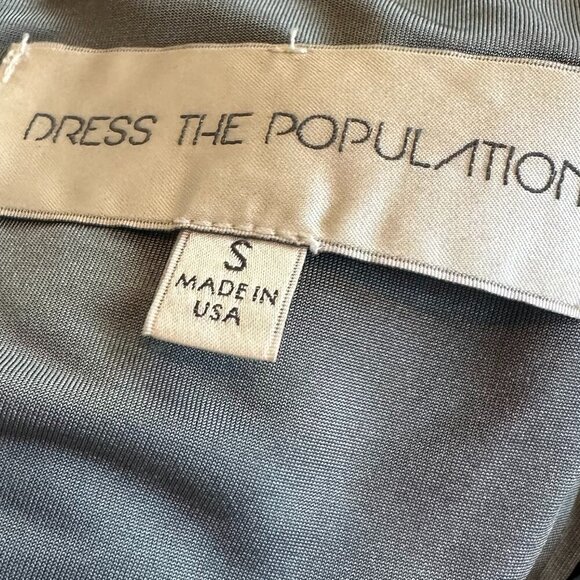 DRESS THE POPULATION
S
MADE IN
USA